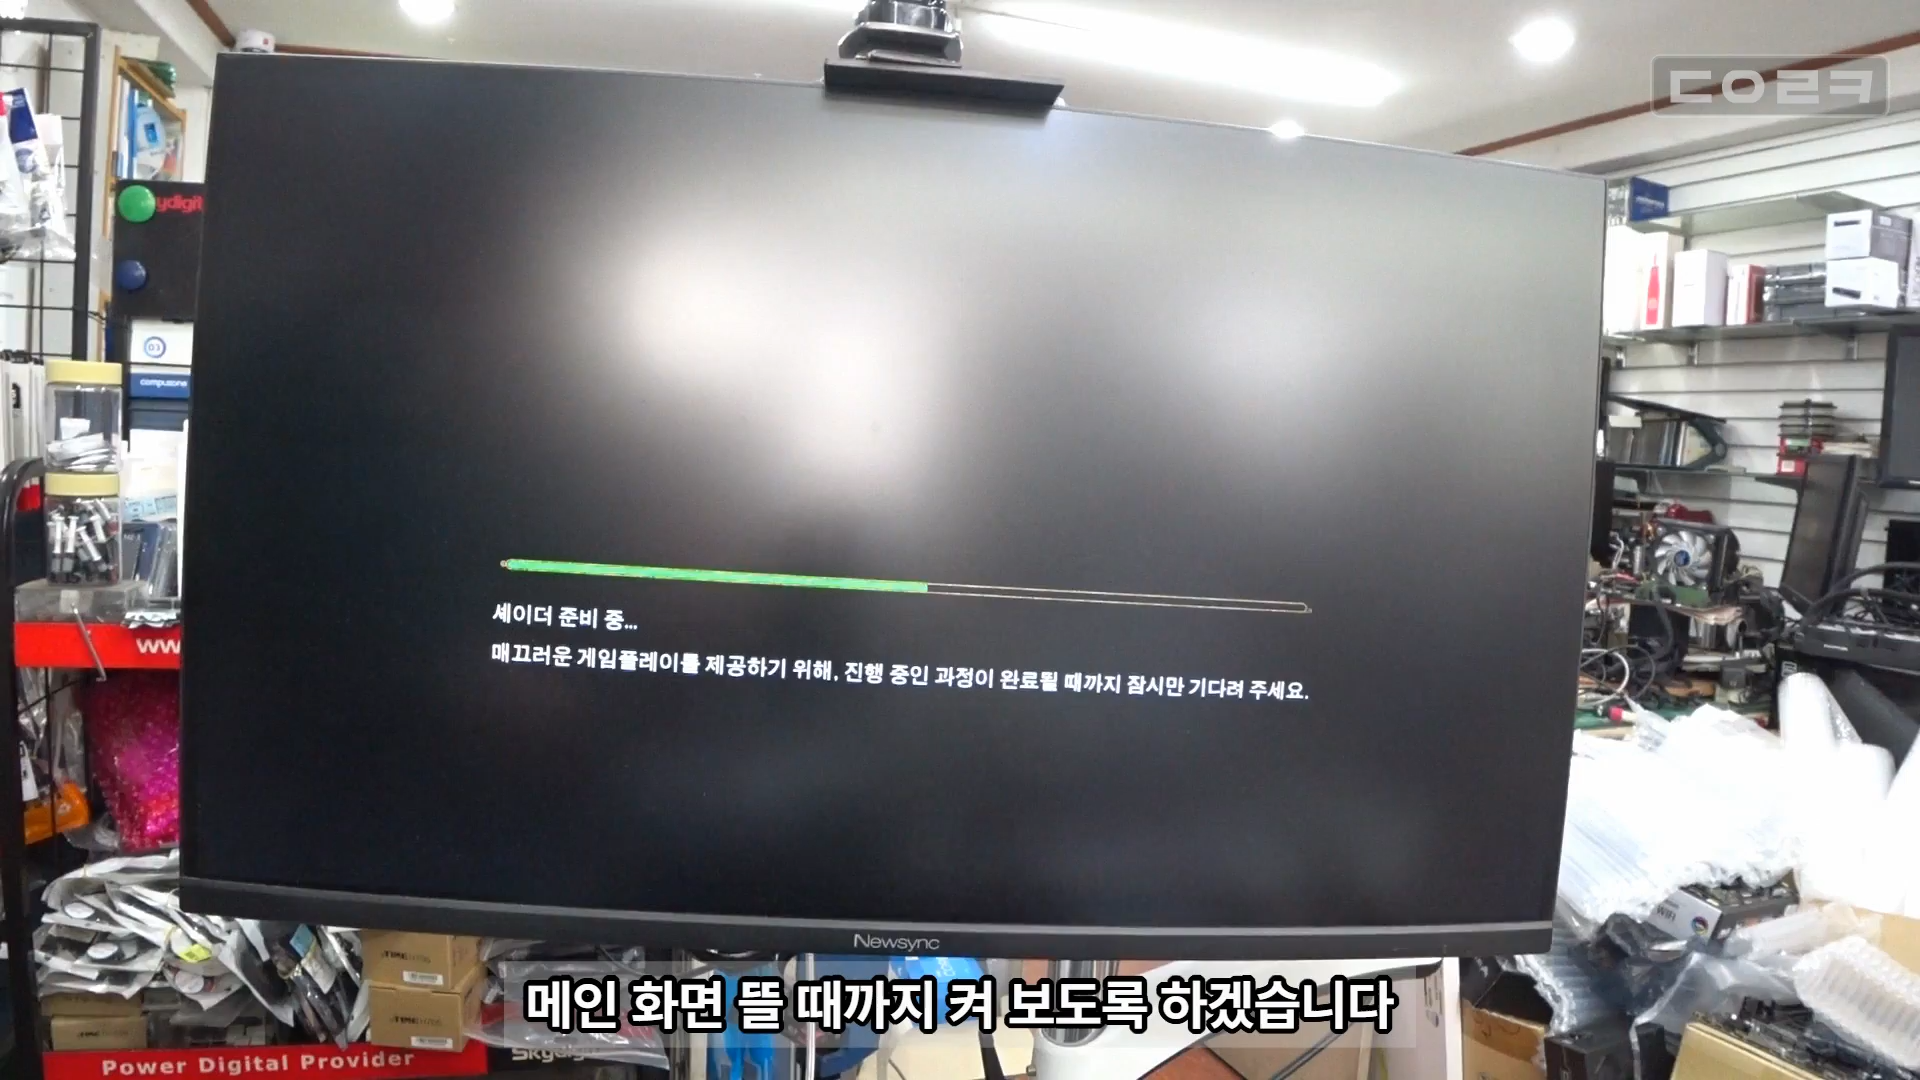 ㄷㅇㄹㅋ
compuzone
셰이더 준비 중...
매끄러운 게임플레이를 제공하기 위해, 진행 중인 과정이 완료될 때까지 잠시만 기다려 주세요.
WiFi
Newsync
메인 화면 뜰 때까지 켜 보도록 하겠습니다
Power Digital Provider